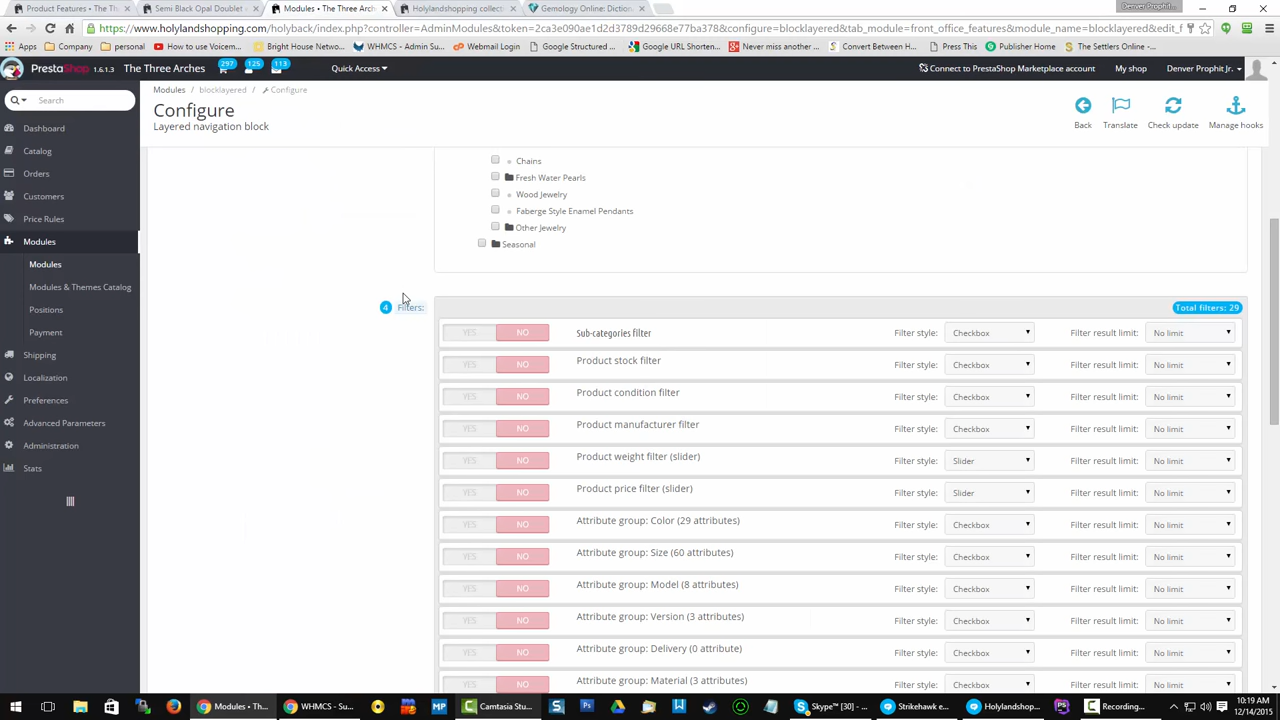 Product Features • The Th
Semi Black Opal Doublet e
Modules • The Three Arch
Holylandshopping collecti
Gemology Online: Diction
Denver Prophit Jr.
https://www.holylandshopping.com/holyback/index.php?controller=AdminModules&token=2ca3e090ae1d2d3789d29668e77ba378&configure=blocklayered&tab_module=front_office_features&module_name=blocklayered&edit_f
Apps
Company
personal
How to use Voicem...
Bright House Netwo...
WHMCS - Support T...
Webmail Login
Google Structured ...
Google URL Shorten...
Never miss another ...
Convert Between H...
Press This
Publisher Home
The Settlers Online -
PrestaShop 1.6.1.3
The Three Arches
297
125
113
Quick Access
Connect to PrestaShop Marketplace account
My shop
Denver Prophit Jr.
Search
Modules / blocklayered / Configure
Configure
Layered navigation block
Back
Translate
Check update
Manage hooks
Dashboard
Catalog
Orders
Customers
Price Rules
Modules
Modules
Modules & Themes Catalog
Positions
Payment
Shipping
Localization
Preferences
Advanced Parameters
Administration
Stats
Chains
Fresh Water Pearls
Wood Jewelry
Faberge Style Enamel Pendants
Other Jewelry
Seasonal
4 Filters:
Total filters: 29
YES NO Sub-categories filter Filter style: Checkbox Filter result limit: No limit
YES NO Product stock filter Filter style: Checkbox Filter result limit: No limit
YES NO Product condition filter Filter style: Checkbox Filter result limit: No limit
YES NO Product manufacturer filter Filter style: Checkbox Filter result limit: No limit
YES NO Product weight filter (slider) Filter style: Slider Filter result limit: No limit
YES NO Product price filter (slider) Filter style: Slider Filter result limit: No limit
YES NO Attribute group: Color (29 attributes) Filter style: Checkbox Filter result limit: No limit
YES NO Attribute group: Size (60 attributes) Filter style: Checkbox Filter result limit: No limit
YES NO Attribute group: Model (8 attributes) Filter style: Checkbox Filter result limit: No limit
YES NO Attribute group: Version (3 attributes) Filter style: Checkbox Filter result limit: No limit
YES NO Attribute group: Delivery (0 attribute) Filter style: Checkbox Filter result limit: No limit
YES NO Attribute group: Material (3 attributes) Filter style: Checkbox Filter result limit: No limit
Modules • Th...
WHMCS - Su...
Camtasia Stu...
Skype™ [30] - ...
Strikehawk e...
Holylandshop...
Recording...
10:19 AM
12/14/2015